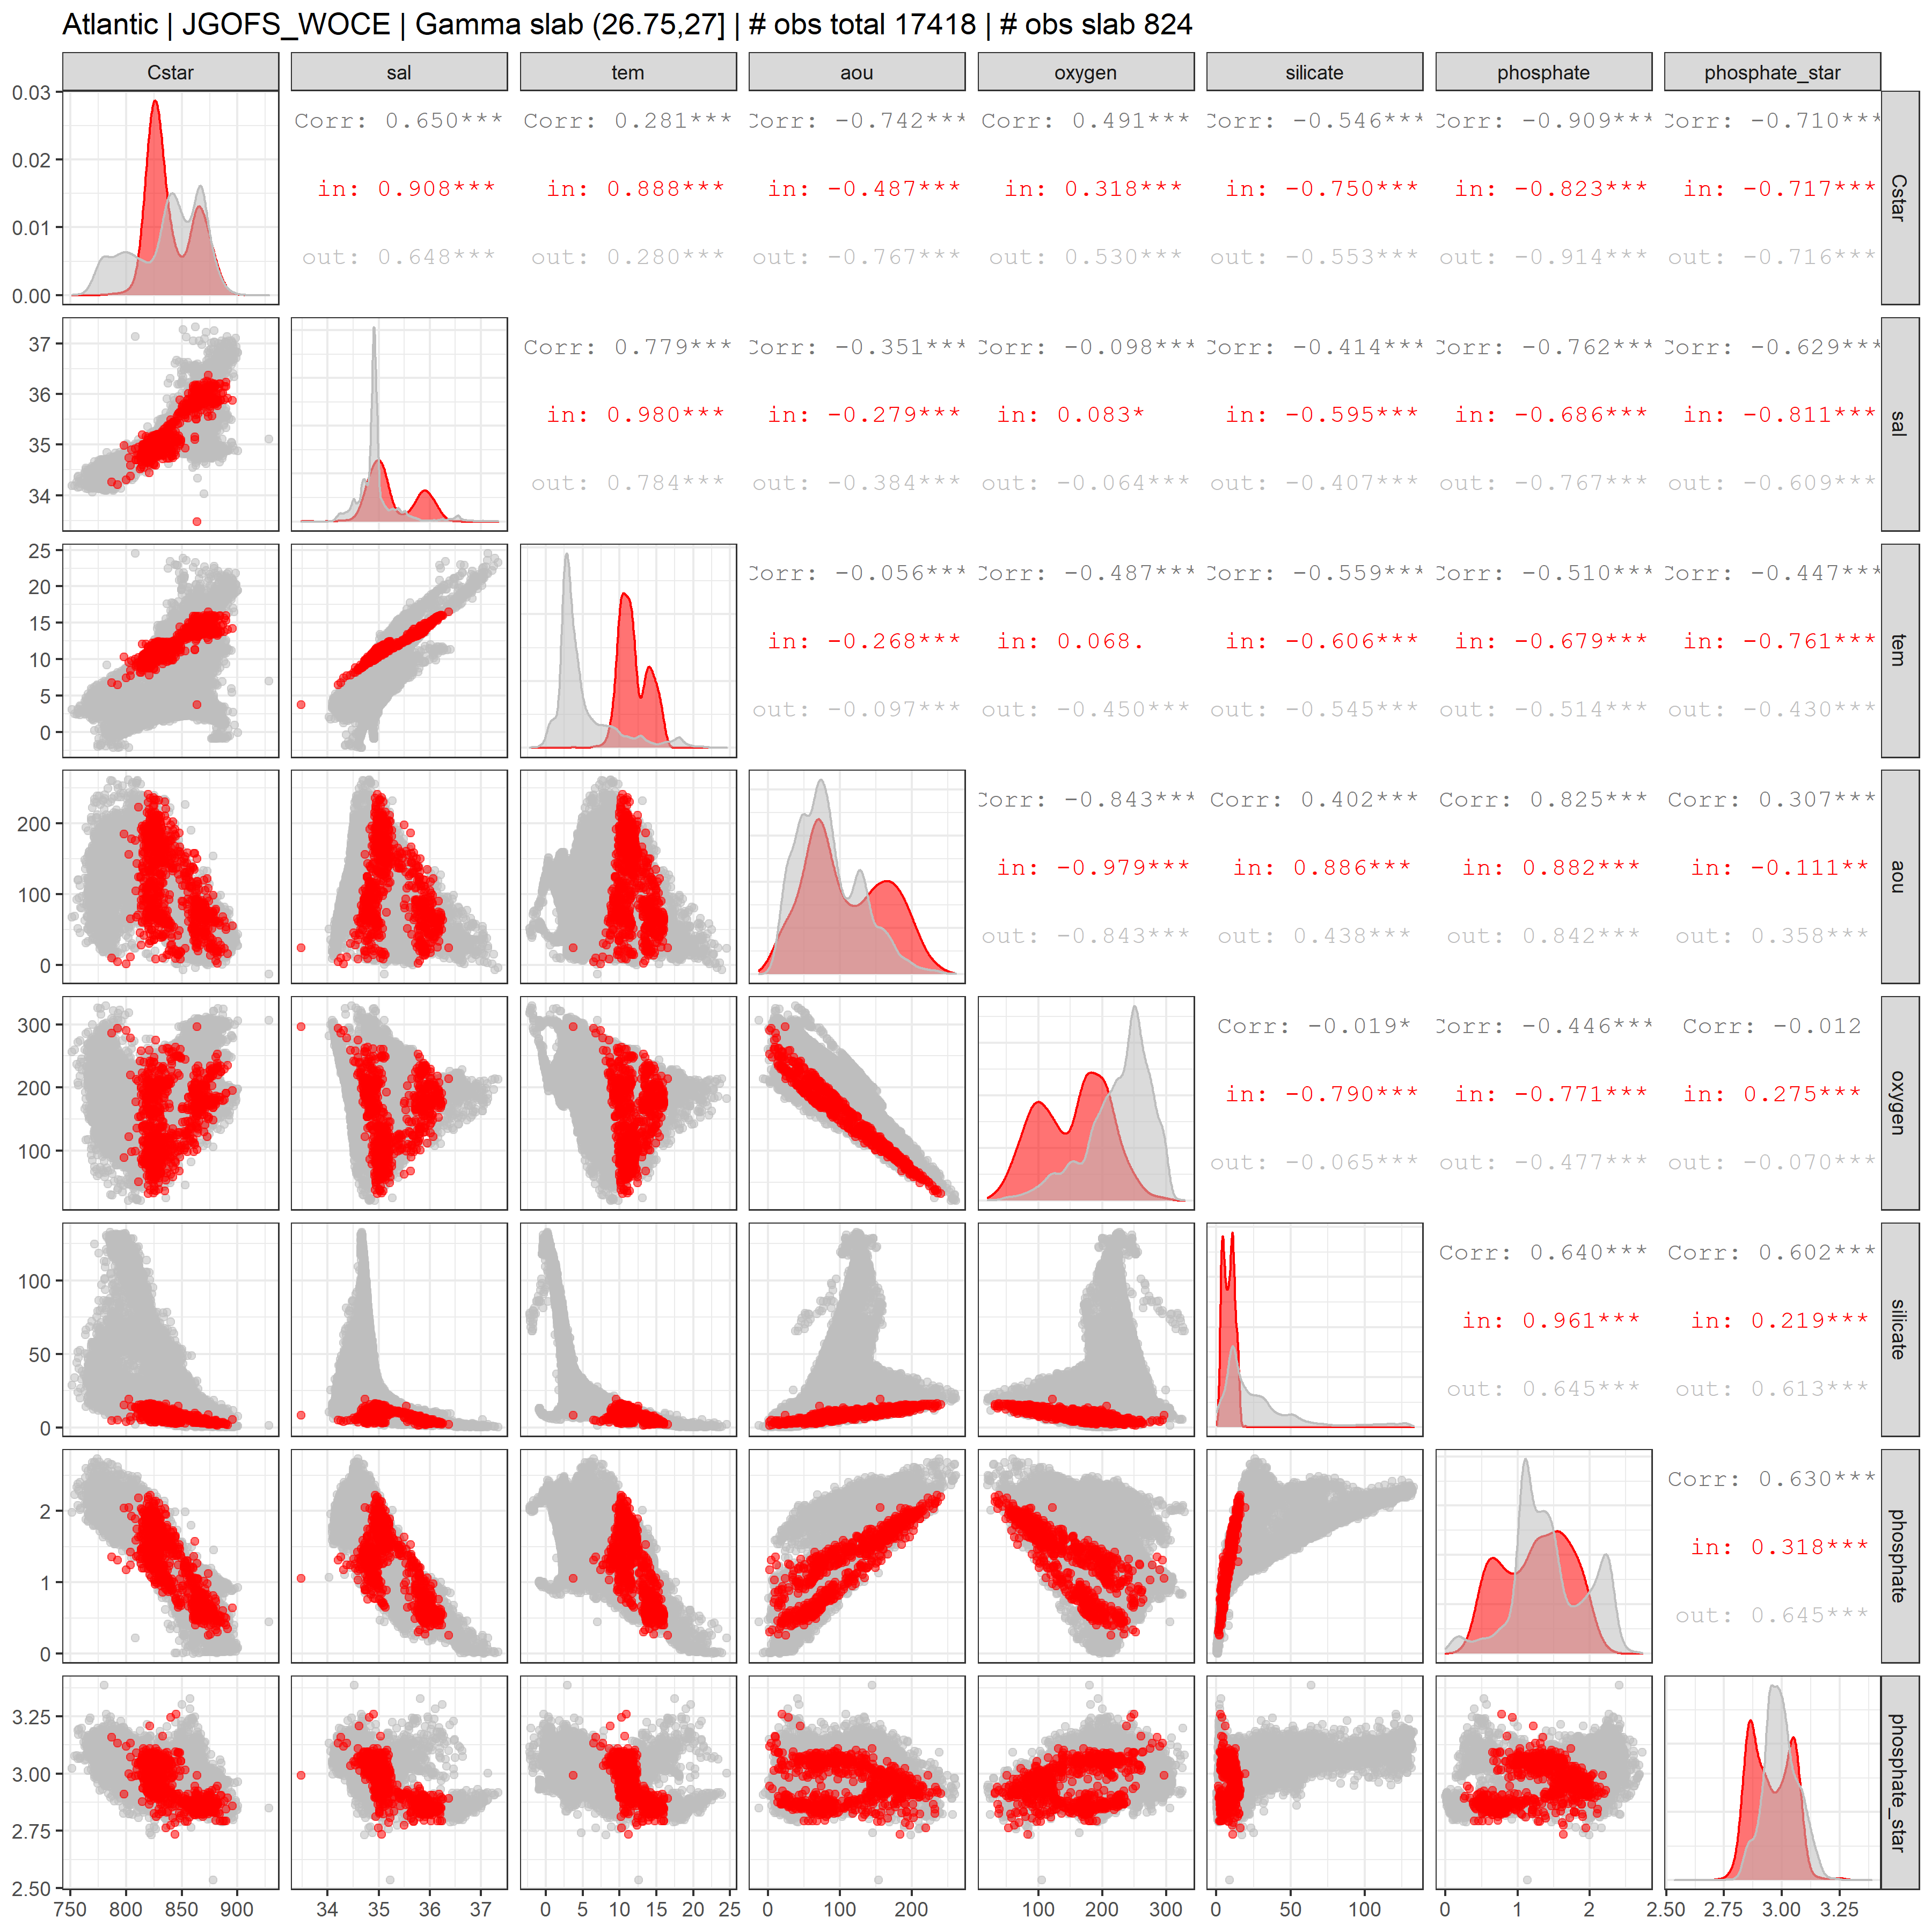 Atlantic | JGOFS_WOCE | Gamma slab (26.75,27] | # obs total 17418 | # obs slab 824
Cstar sal tem aou oxygen silicate phosphate phosphate_star
0.03
Corr: 0.650*** Corr: 0.281*** Corr: -0.742*** Corr: 0.491*** Corr: -0.546*** Corr: -0.909*** Corr: -0.710***
0.02
in: 0.908*** in: 0.888*** in: -0.487*** in: 0.318*** in: -0.750*** in: -0.823*** in: -0.717***
Cstar
0.01
out: 0.648*** out: 0.280*** out: -0.767*** out: 0.530*** out: -0.553*** out: -0.914*** out: -0.716***
0.00
37
Corr: 0.779*** Corr: -0.351*** Corr: -0.098*** Corr: -0.414*** Corr: -0.762*** Corr: -0.629***
36
in: 0.980*** in: -0.279*** in: 0.083* in: -0.595*** in: -0.686*** in: -0.811***
sal
35
out: 0.784*** out: -0.384*** out: -0.064*** out: -0.407*** out: -0.767*** out: -0.609***
34
25
Corr: -0.056*** Corr: -0.487*** Corr: -0.559*** Corr: -0.510*** Corr: -0.447***
20
15
in: -0.268*** in: 0.068. in: -0.606*** in: -0.679*** in: -0.761***
tem
10
5
out: -0.097*** out: -0.450*** out: -0.545*** out: -0.514*** out: -0.430***
0
Corr: -0.843*** Corr: 0.402*** Corr: 0.825*** Corr: 0.307***
200
in: -0.979*** in: 0.886*** in: 0.882*** in: -0.111**
aou
100
out: -0.843*** out: 0.438*** out: 0.842*** out: 0.358***
0
300
Corr: -0.019* Corr: -0.446*** Corr: -0.012
200
in: -0.790*** in: -0.771*** in: 0.275***
oxygen
100
out: -0.065*** out: -0.477*** out: -0.070***
Corr: 0.640*** Corr: 0.602***
100
in: 0.961*** in: 0.219***
silicate
50
out: 0.645*** out: 0.613***
0
Corr: 0.630***
2
in: 0.318***
phosphate
1
out: 0.645***
0
3.25
3.00
phosphate_star
2.75
2.50
750 800 850 900 34 35 36 37 0 5 10 15 20 25 0 100 200 100 200 300 0 50 100 0 1 2 2.50 2.75 3.00 3.25